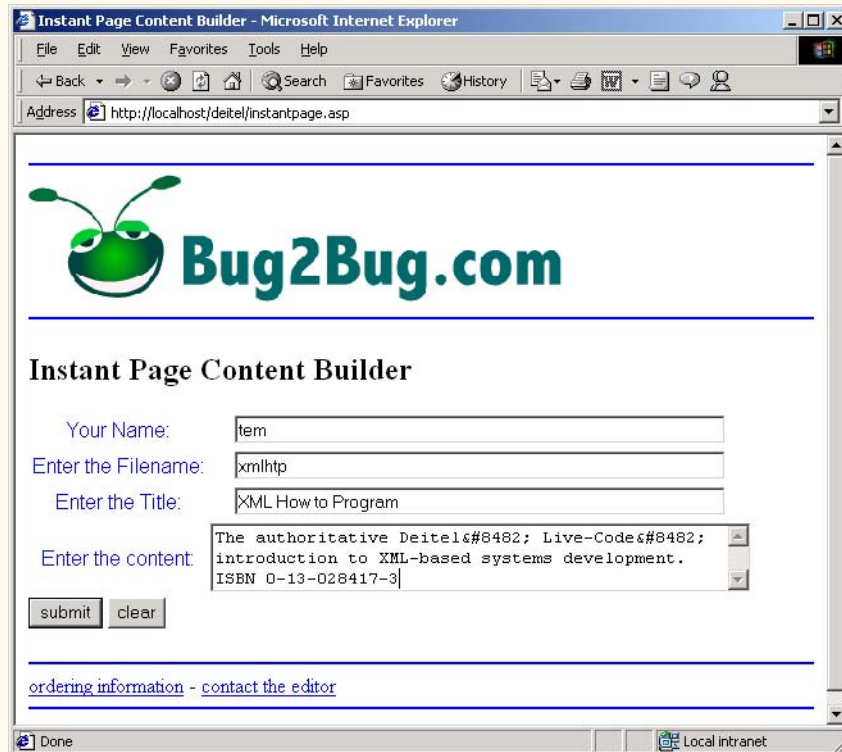 Instant Page Content Builder - Microsoft Internet Explorer
File Edit View Favorites Tools Help
Back Search Favorites History
Address http://localhost/deitel/instantpage.asp
Bug2Bug.com
Instant Page Content Builder
Your Name: tem
Enter the Filename: xmlhtp
Enter the Title: XML How to Program
Enter the content: The authoritative Deitel&#8482; Live-Code&#8482;
introduction to XML-based systems development.
ISBN 0-13-028417-3
submit clear
ordering information - contact the editor
Done Local intranet